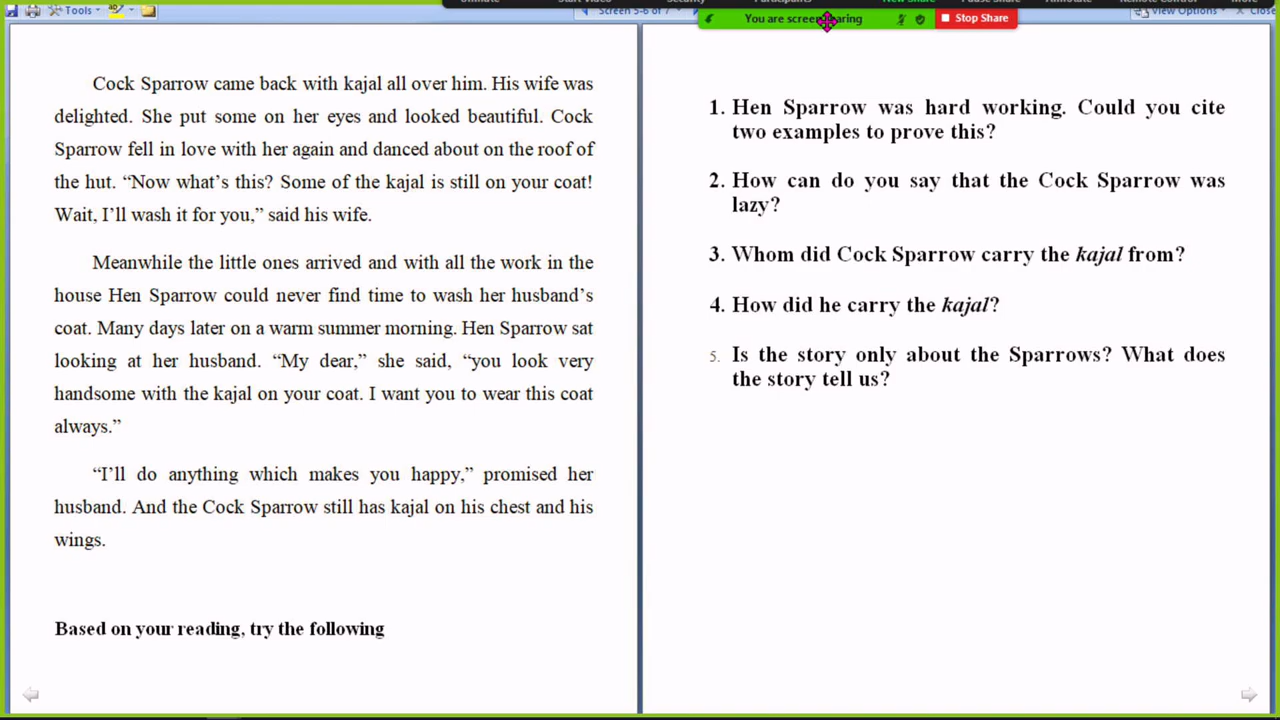 Tools
You are screen sharing
Stop Share
View Options
Cock Sparrow came back with kajal all over him. His wife was
delighted. She put some on her eyes and looked beautiful. Cock
Sparrow fell in love with her again and danced about on the roof of
the hut. “Now what’s this? Some of the kajal is still on your coat!
Wait, I’ll wash it for you,” said his wife.
Meanwhile the little ones arrived and with all the work in the
house Hen Sparrow could never find time to wash her husband’s
coat. Many days later on a warm summer morning. Hen Sparrow sat
looking at her husband. “My dear,” she said, “you look very
handsome with the kajal on your coat. I want you to wear this coat
always.”
“I’ll do anything which makes you happy,” promised her
husband. And the Cock Sparrow still has kajal on his chest and his
wings.
Based on your reading, try the following
1. Hen Sparrow was hard working. Could you cite
two examples to prove this?
2. How can do you say that the Cock Sparrow was
lazy?
3. Whom did Cock Sparrow carry the kajal from?
4. How did he carry the kajal?
5. Is the story only about the Sparrows? What does
the story tell us?